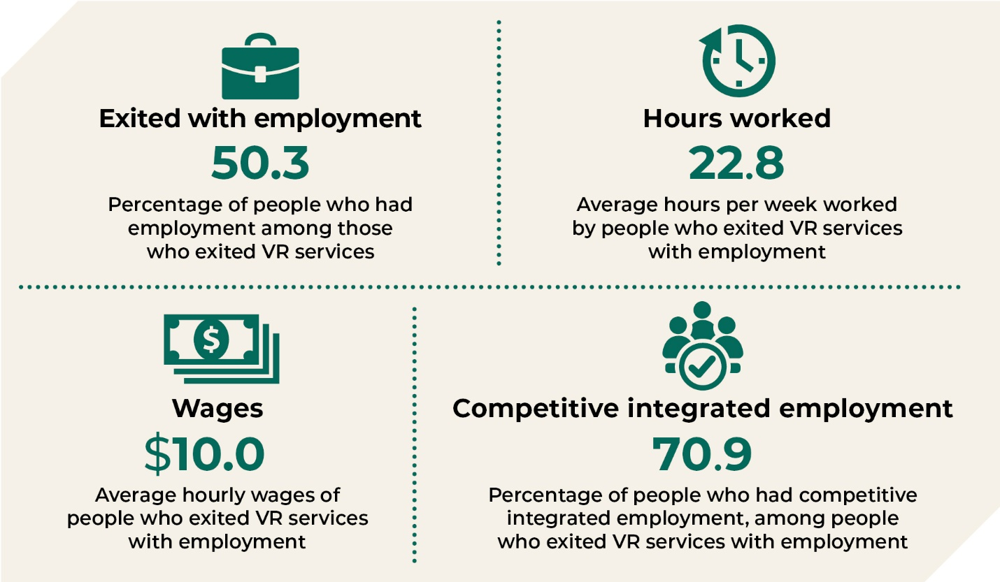 Exited with employment
50.3
Percentage of people who had
employment among those
who exited VR services
Hours worked
22.8
Average hours per week worked
by people who exited VR services
with employment
$
Wages
$10.0
Average hourly wages of
people who exited VR services
with employment
Competitive integrated employment
70.9
Percentage of people who had competitive
integrated employment, among people
who exited VR services with employment